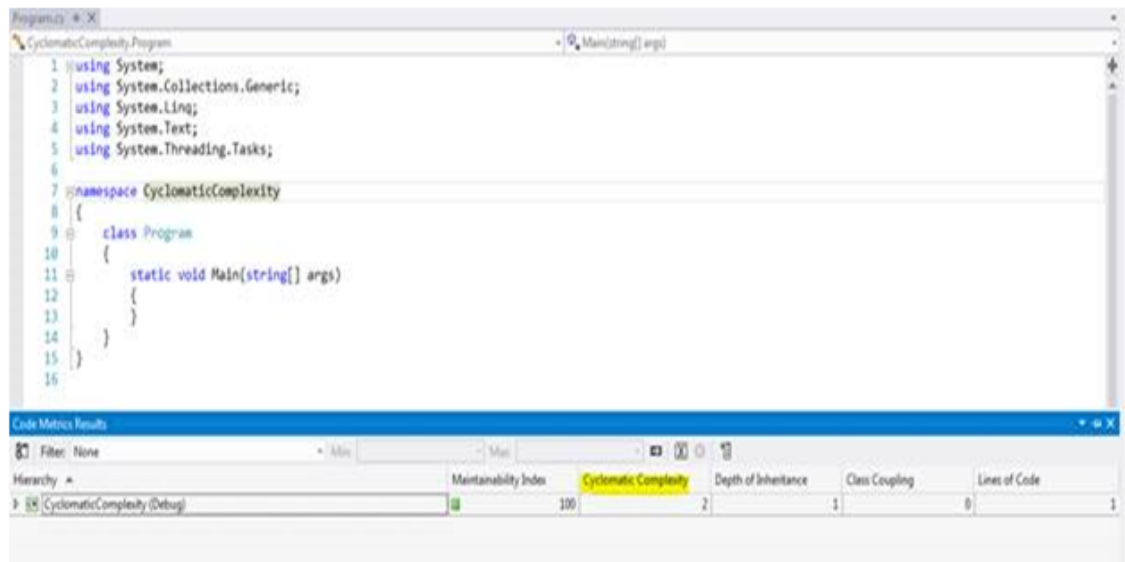 Program.cs
CyclomaticComplexity.Program
Main(string[] args)
1 using System;
2 using System.Collections.Generic;
3 using System.Linq;
4 using System.Text;
5 using System.Threading.Tasks;
6
7 namespace CyclomaticComplexity
8 {
9 class Program
10 {
11 static void Main(string[] args)
12 {
13 }
14 }
15 }
16
Code Metrics Results
Filter: None Min: Max:
Hierarchy Maintainability Index Cyclomatic Complexity Depth of Inheritance Class Coupling Lines of Code
CyclomaticComplexity (Debug) 100 2 1 0 1